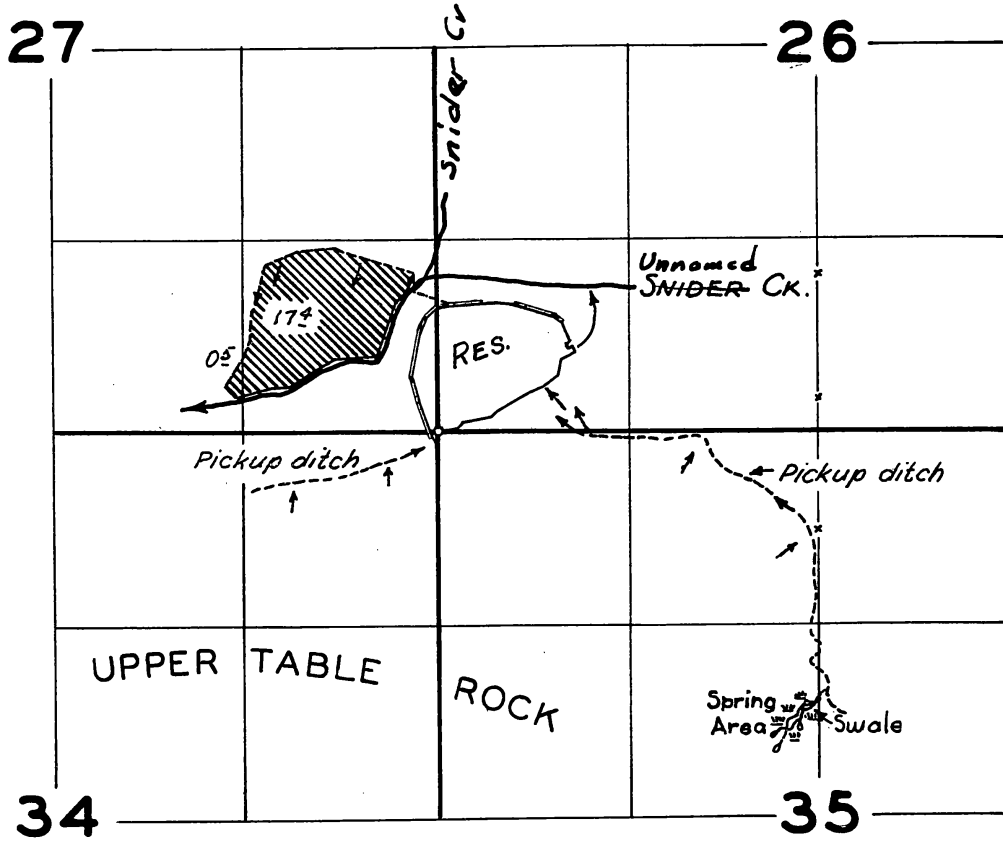 27
26
Snider Cr
Unnamed
SNIDER CK.
17 4
RES.
0 5
Pickup ditch
Pickup ditch
UPPER TABLE
ROCK
Spring
Area
Swale
34
35